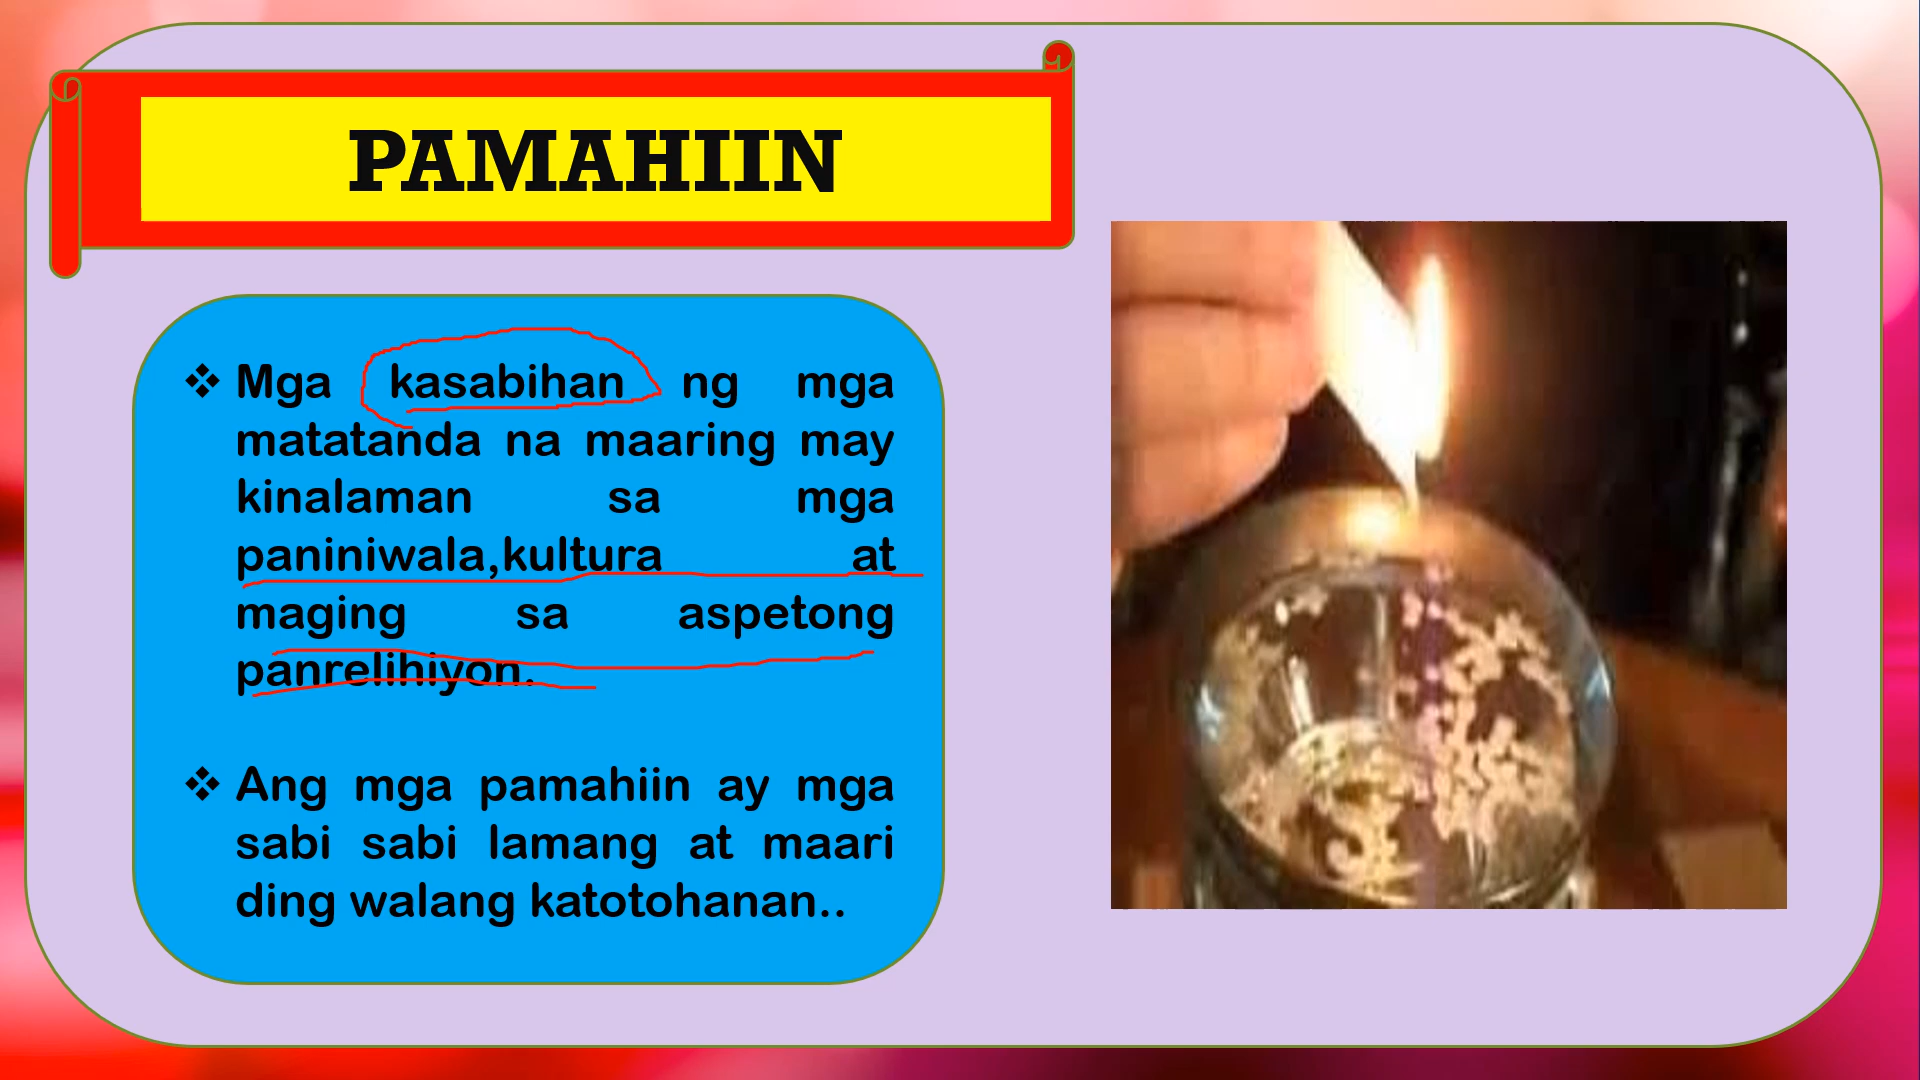 PAMAHIIN
❖ Mga kasabihan ng mga
matatanda na maaring may
kinalaman sa mga
paniniwala,kultura at
maging sa aspetong
panrelihiyon.
❖ Ang mga pamahiin ay mga
sabi sabi lamang at maari
ding walang katotohanan..